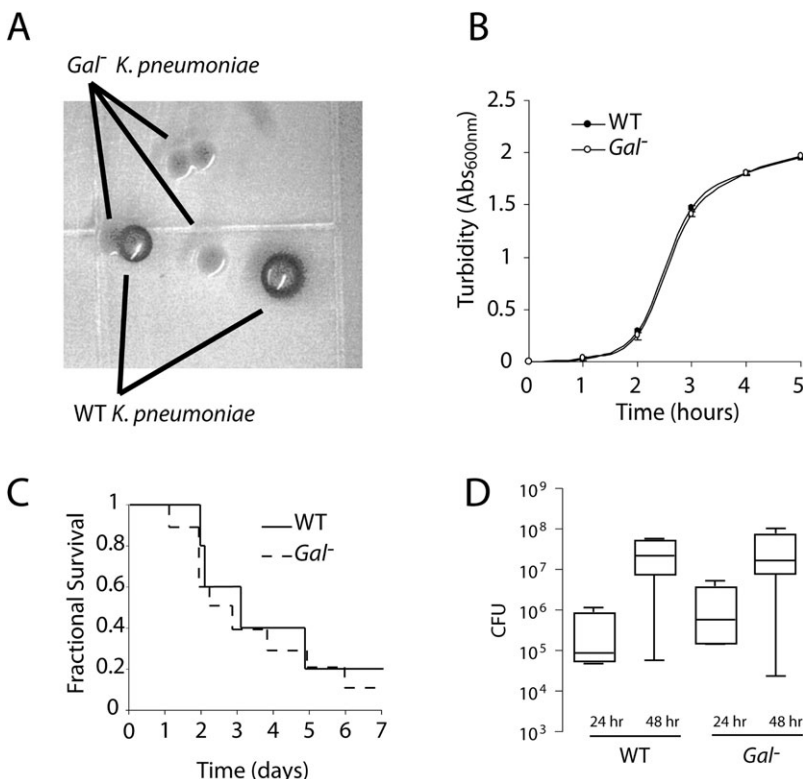 A
Gal⁻ K. pneumoniae
WT K. pneumoniae
B
Turbidity (Abs600nm)
2.5
2
1.5
1
0.5
0
WT
Gal⁻
0 1 2 3 4 5
Time (hours)
C
Fractional Survival
1
0.8
0.6
0.4
0.2
0
WT
Gal⁻
0 1 2 3 4 5 6 7
Time (days)
D
CFU
10⁹
10⁸
10⁷
10⁶
10⁵
10⁴
10³
24 hr 48 hr 24 hr 48 hr
WT Gal⁻